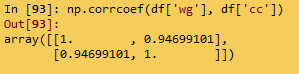 In [93]: np.corrcoef(df['wg'], df['cc'])
Out[93]:
array([[1.        , 0.94699101],
       [0.94699101, 1.        ]])